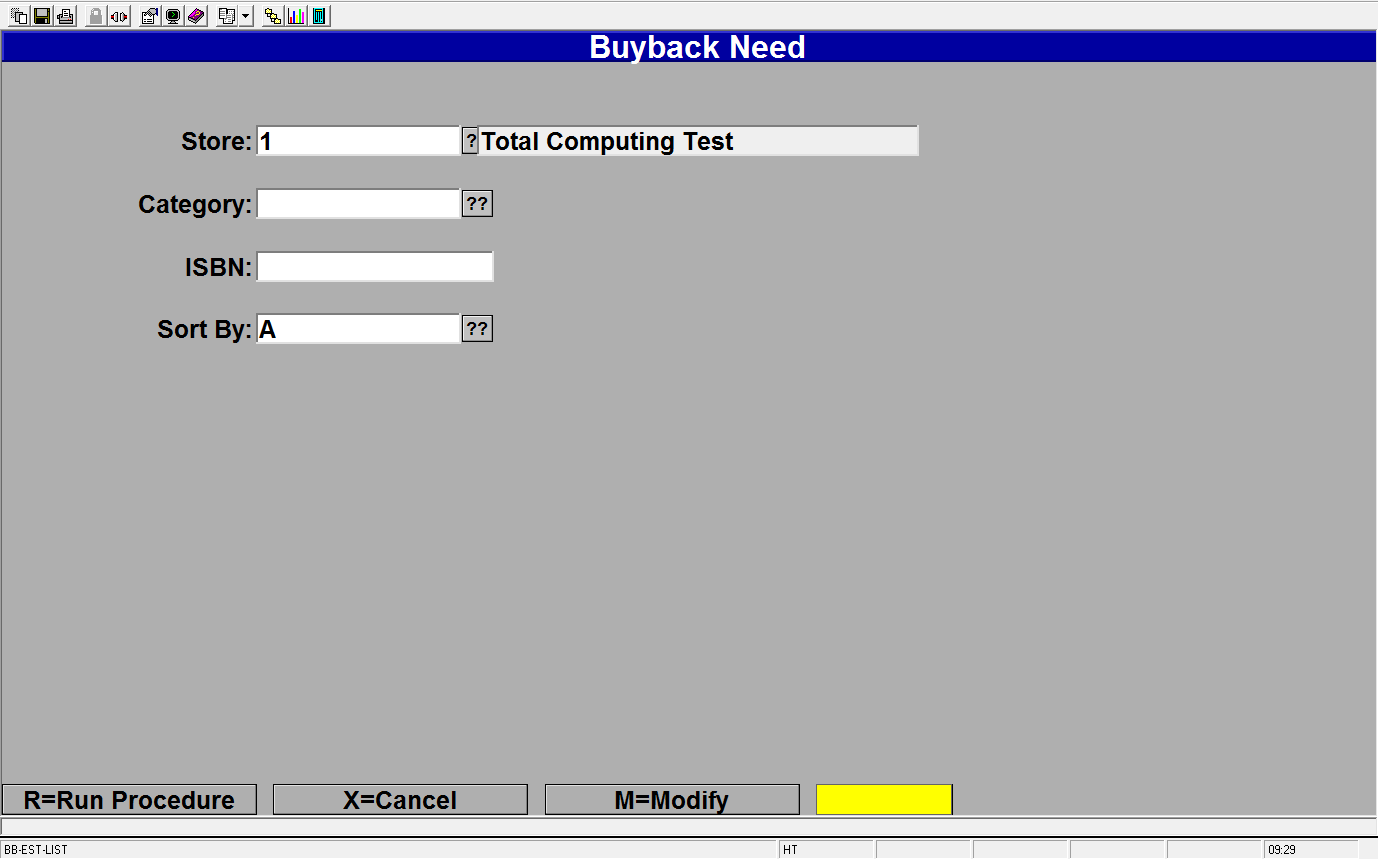 Buyback Need
Store: 1 ? Total Computing Test
Category: ??
ISBN:
Sort By: A ??
R=Run Procedure X=Cancel M=Modify
BB-EST-LIST HT 09:29